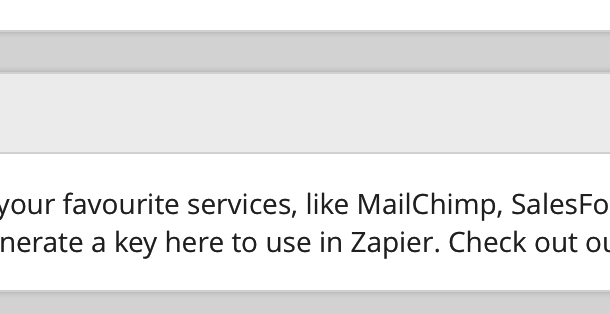 your favourite services, like MailChimp, SalesFo
nerate a key here to use in Zapier. Check out ou